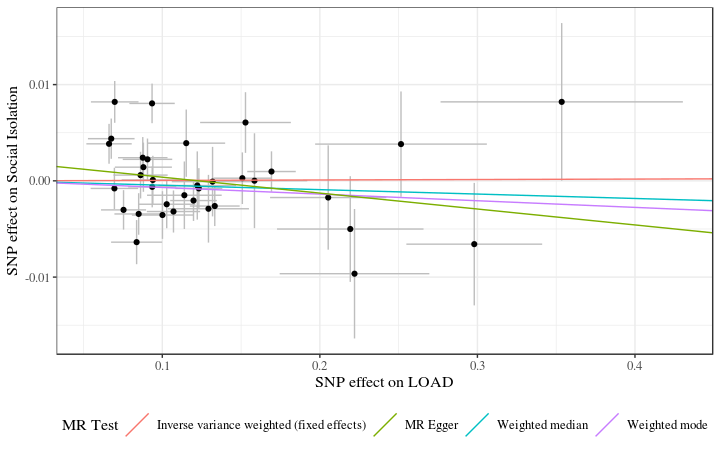 SNP effect on Social Isolation
0.01
0.00
-0.01
0.1
0.2
0.3
0.4
SNP effect on LOAD
MR Test
Inverse variance weighted (fixed effects)
MR Egger
Weighted median
Weighted mode